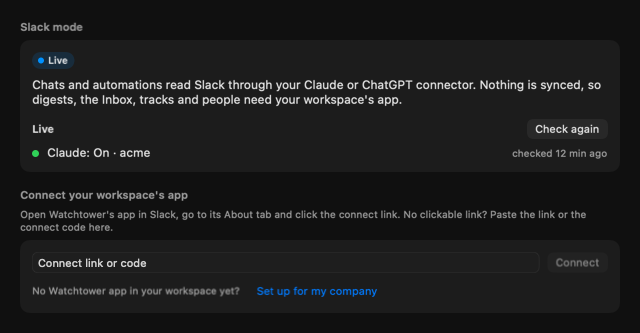 Slack mode
Live
Chats and automations read Slack through your Claude or ChatGPT connector. Nothing is synced, so
digests, the Inbox, tracks and people need your workspace's app.
Live
Check again
Claude: On · acme
checked 12 min ago
Connect your workspace's app
Open Watchtower's app in Slack, go to its About tab and click the connect link. No clickable link? Paste the link or the
connect code here.
Connect link or code
Connect
No Watchtower app in your workspace yet?
Set up for my company